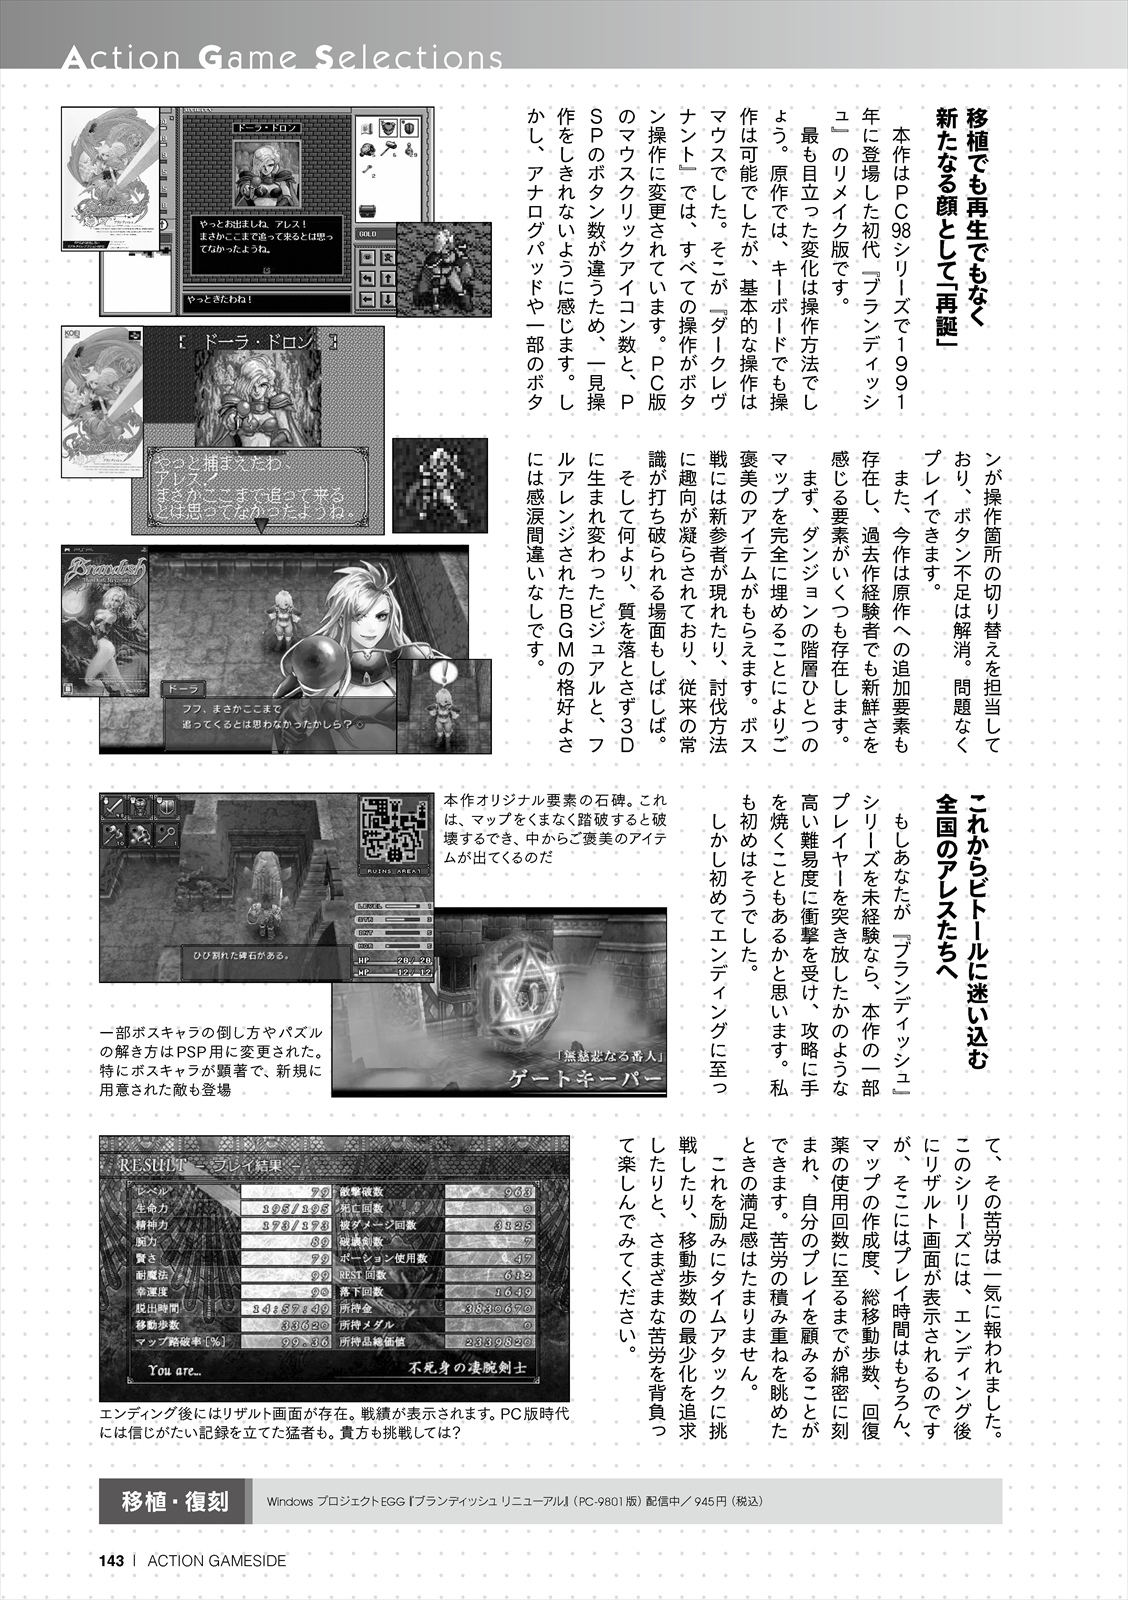 Action Game Selections
移植でも再生でもなく
新たなる顔として「再誕」
本作はPC98シリーズで1991
年に登場した初代『ブランディッシ
ュ』のリメイク版です。
最も目立った変化は操作方法でし
ょう。原作では、キーボードでも操
作は可能でしたが、基本的な操作は
マウスでした。そこが『ダークレヴ
ナント』では、すべての操作がボタ
ン操作に変更されています。PC版
のマウスクリックアイコン数と、P
SPのボタン数が違うため、一見操
作をしきれないように感じます。し
かし、アナログパッドや一部のボタ
ンが操作箇所の切り替えを担当して
おり、ボタン不足は解消。問題なく
プレイできます。
また、今作は原作への追加要素も
存在し、過去作経験者でも新鮮さを
感じる要素がいくつも存在します。
まず、ダンジョンの階層ひとつの
マップを完全に埋めることによりご
褒美のアイテムがもらえます。ボス
戦には新参者が現れたり、討伐方法
に趣向が凝らされており、従来の常
識が打ち破られる場面もしばしば。
そして何より、質を落とさず3D
に生まれ変わったビジュアルと、フ
ルアレンジされたBGMの格好よさ
には感涙間違いなしです。
これからビトールに迷い込む
全国のアレスたちへ
もしあなたが『ブランディッシュ』
シリーズを未経験なら、本作の一部
プレイヤーを突き放したかのような
高い難易度に衝撃を受け、攻略に手
を焼くこともあるかと思います。私
も初めはそうでした。
しかし初めてエンディングに至っ
て、その苦労は一気に報われました。
このシリーズには、エンディング後
にリザルト画面が表示されるのです
が、そこにはプレイ時間はもちろん、
マップの作成度、総移動歩数、回復
薬の使用回数に至るまでが綿密に刻
まれ、自分のプレイを顧みることが
できます。苦労の積み重ねを眺めた
ときの満足感はたまりません。
これを励みにタイムアタックに挑
戦したり、移動歩数の最少化を追求
したりと、さまざまな苦労を背負っ
て楽しんでみてください。
ドーラ・ドロン
やっとお出ましね、アレス!
まさかここまで追って来るとは思っ
てなかったようね。
やっときたわね!
GOLD
KOEI
[ ドーラ・ドロン ]
やっと捕まえたわ
アレス!
まさかここまで追って来る
とは思ってなかったようね。
PSP
Brandish
ドーラ
フフ、まさかここまで
追ってくるとは思わなかったかしら?
本作オリジナル要素の石碑。これ
は、マップをくまなく踏破すると破
壊するでき、中からご褒美のアイテ
ムが出てくるのだ
RUINS AREA1
LEVEL 1
STR 5
INT 5
MGR 5
HP 20/20
MP 12/12
ひび割れた碑石がある。
「無慈悲なる番人」
ゲートキーパー
一部ボスキャラの倒し方やパズル
の解き方はPSP用に変更された。
特にボスキャラが顕著で、新規に
用意された敵も登場
RESULT － プレイ結果 －
レベル 79 敵撃破数 963
生命力 195/195 死亡回数 0
精神力 173/173 被ダメージ回数 3125
腕力 89 破壊剣数 7
賢さ 79 ポーション使用数 47
耐魔法 99 REST回数 612
幸運度 90 落下回数 1649
脱出時間 14:57:49 所持金 3830670
移動歩数 33620 所持メダル 0
マップ踏破率[%] 99.36 所持品総価値 2339820
You are... 不死身の凄腕剣士
エンディング後にはリザルト画面が存在。戦績が表示されます。PC版時代
には信じがたい記録を立てた猛者も。貴方も挑戦しては?
移植・復刻
Windows プロジェクトEGG『ブランディッシュ リニューアル』（PC-9801版）配信中／945円（税込）
143 | ACTION GAMESIDE